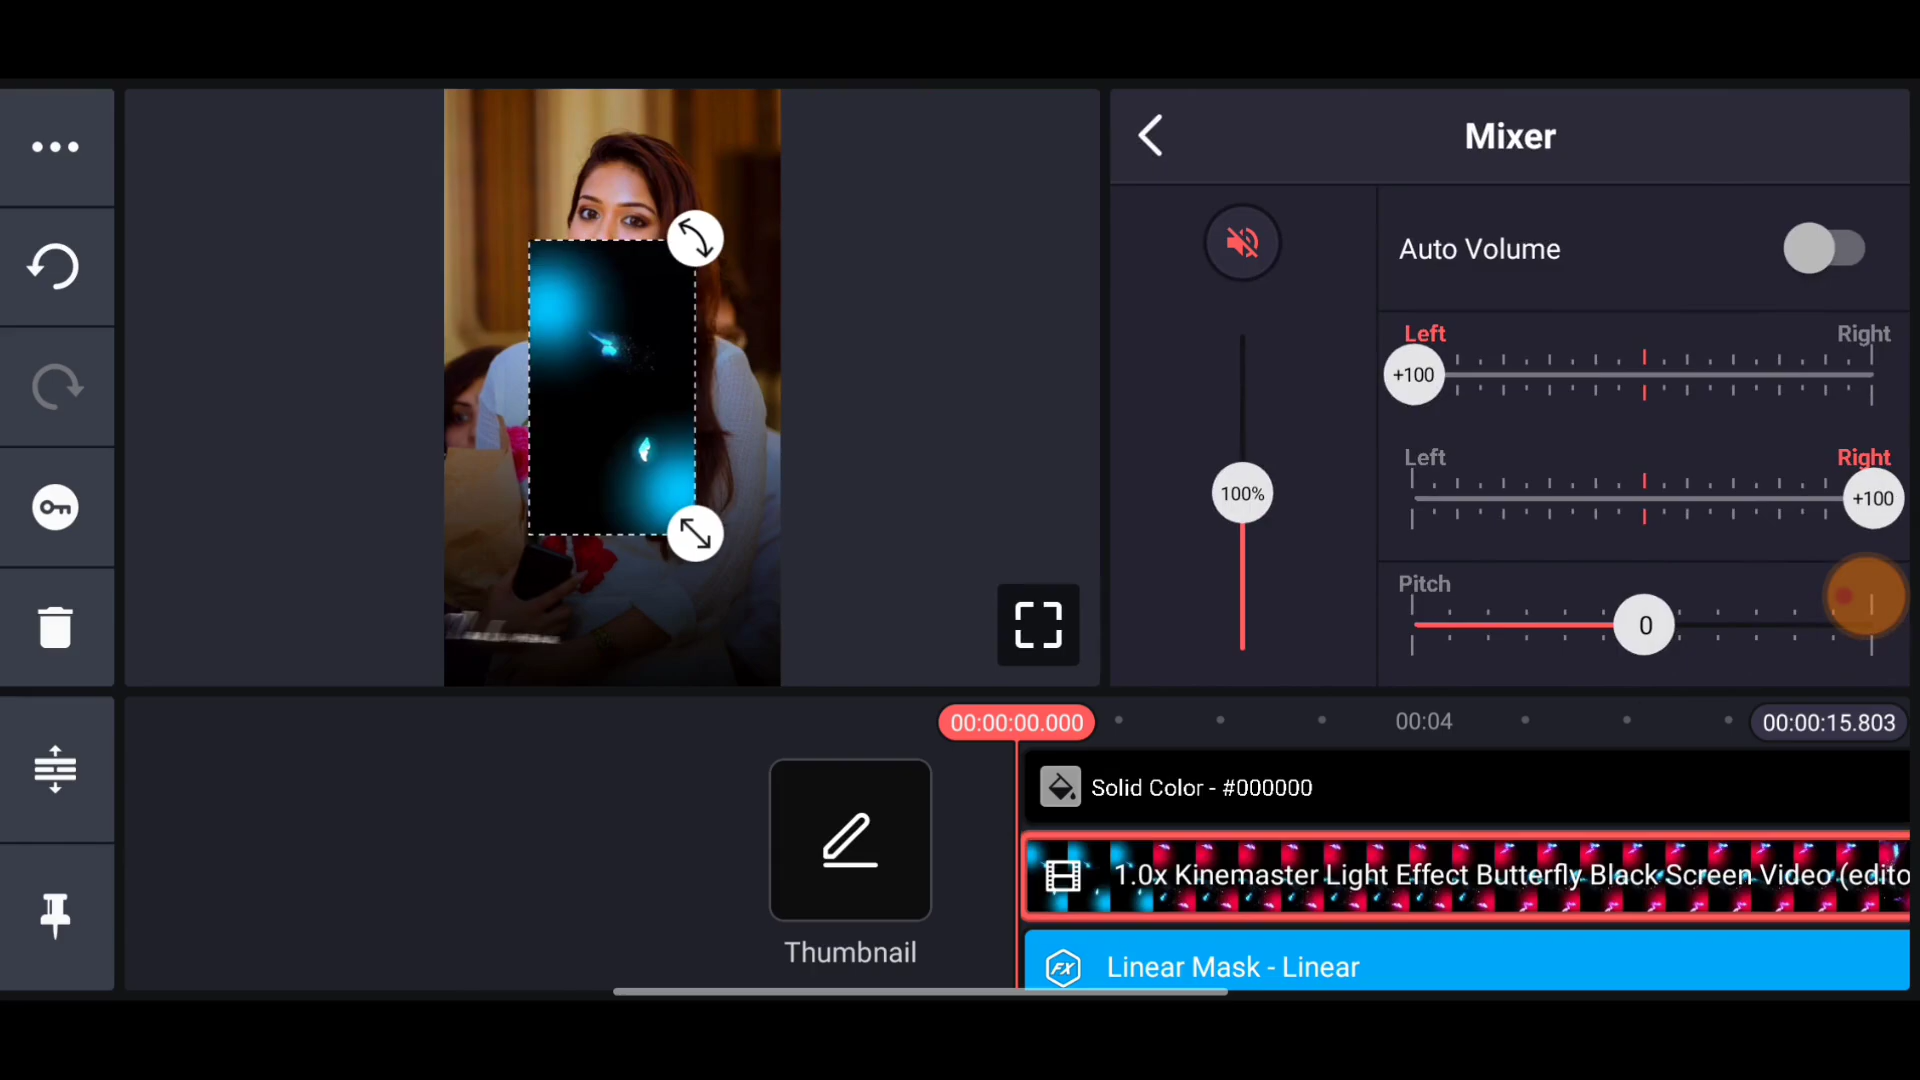 Mixer
Auto Volume
Left
Right
+100
Left
Right
+100
100%
Pitch
0
00:00:00.000
00:04
00:00:15.803
Solid Color - #000000
1.0x Kinemaster Light Effect Butterfly Black Screen Video (edito
Thumbnail
FX
Linear Mask - Linear